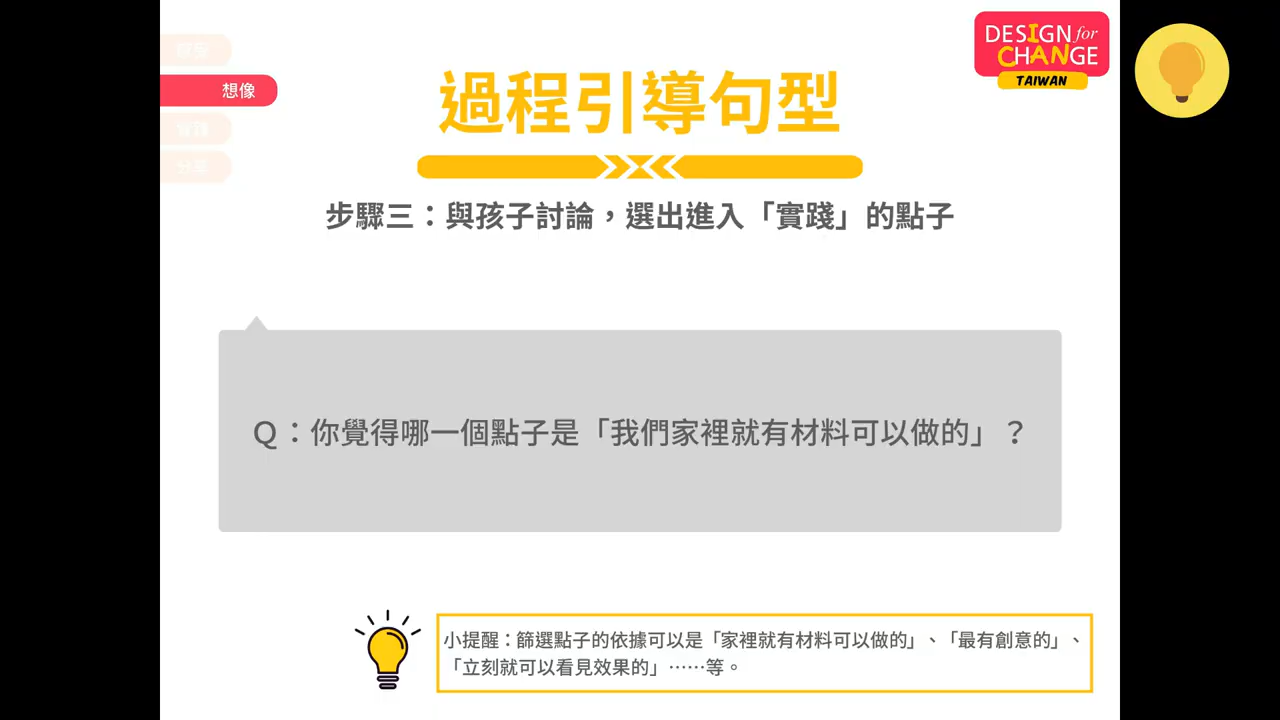 想像
分享
DESIGN for
CHANGE
TAIWAN
過程引導句型
步驟三：與孩子討論，選出進入「實踐」的點子
Q：你覺得哪一個點子是「我們家裡就有材料可以做的」？
小提醒：篩選點子的依據可以是「家裡就有材料可以做的」、「最有創意的」、
「立刻就可以看見效果的」⋯⋯等。